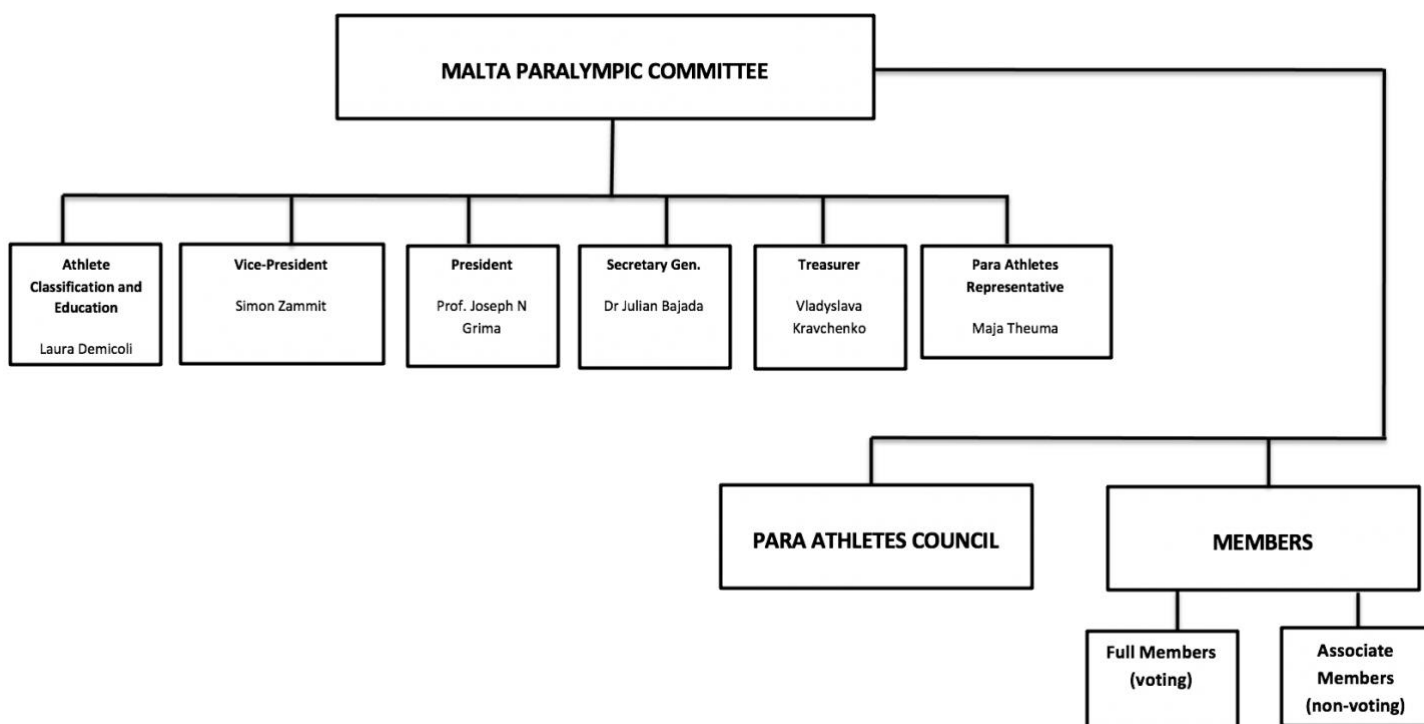 MALTA PARALYMPIC COMMITTEE
Athlete
Classification and
Education
Laura Demicoli
Vice-President
Simon Zammit
President
Prof. Joseph N
Grima
Secretary Gen.
Dr Julian Bajada
Treasurer
Vladyslava
Kravchenko
Para Athletes
Representative
Maja Theuma
PARA ATHLETES COUNCIL
MEMBERS
Full Members
(voting)
Associate
Members
(non-voting)